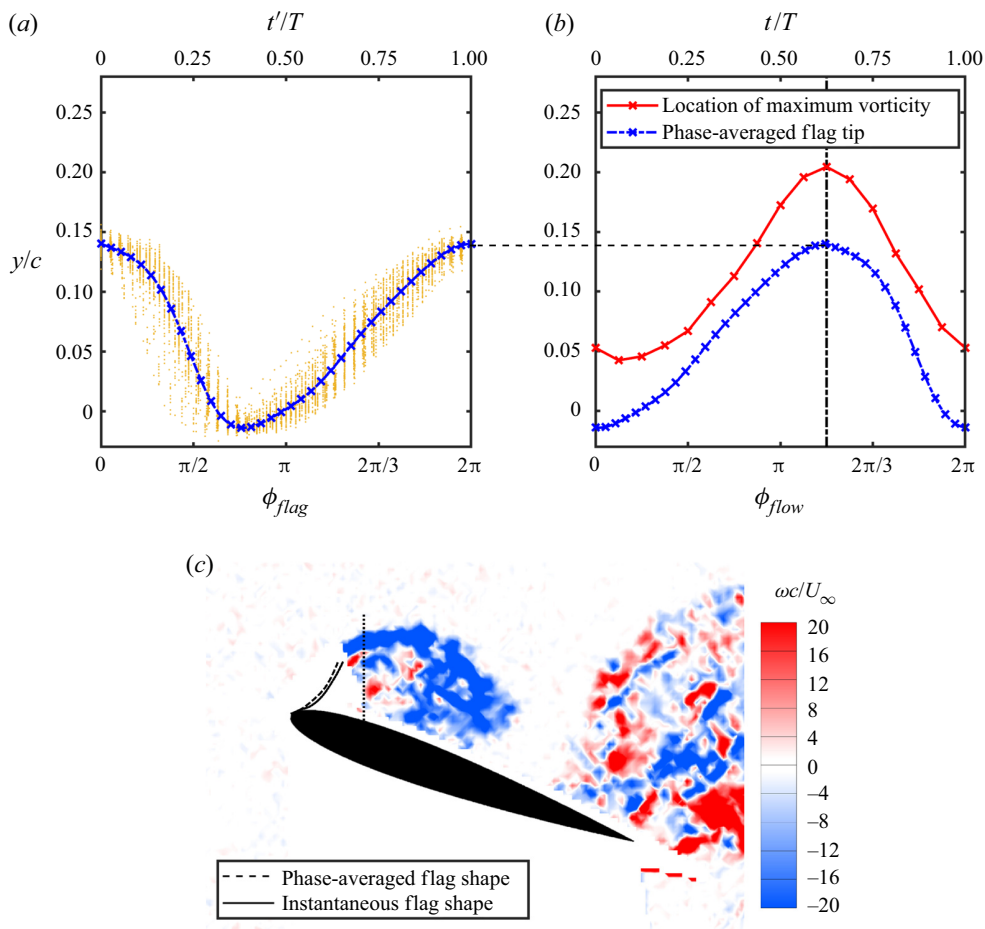 (a)
t′/T
0 0.25 0.50 0.75 1.00
0.25
0.20
0.15
y/c
0.10
0.05
0
0 π/2 π 2π/3 2π
ϕflag
(b)
t/T
0 0.25 0.50 0.75 1.00
Location of maximum vorticity
Phase-averaged flag tip
0.25
0.20
0.15
0.10
0.05
0
0 π/2 π 2π/3 2π
ϕflow
(c)
ωc/U∞
20
16
12
8
4
0
–4
–8
–12
–16
–20
Phase-averaged flag shape
Instantaneous flag shape